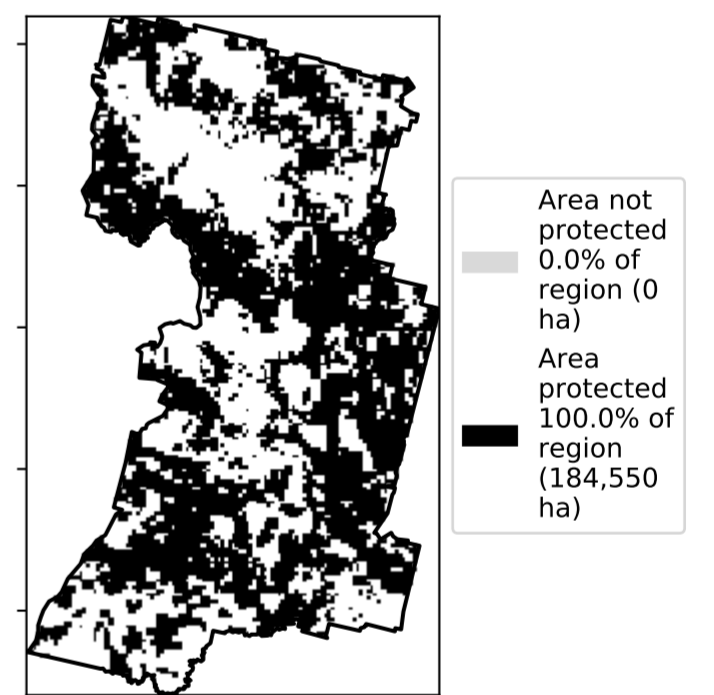 Area not
protected
0.0% of
region (0
ha)
Area
protected
100.0% of
region
(184,550
ha)